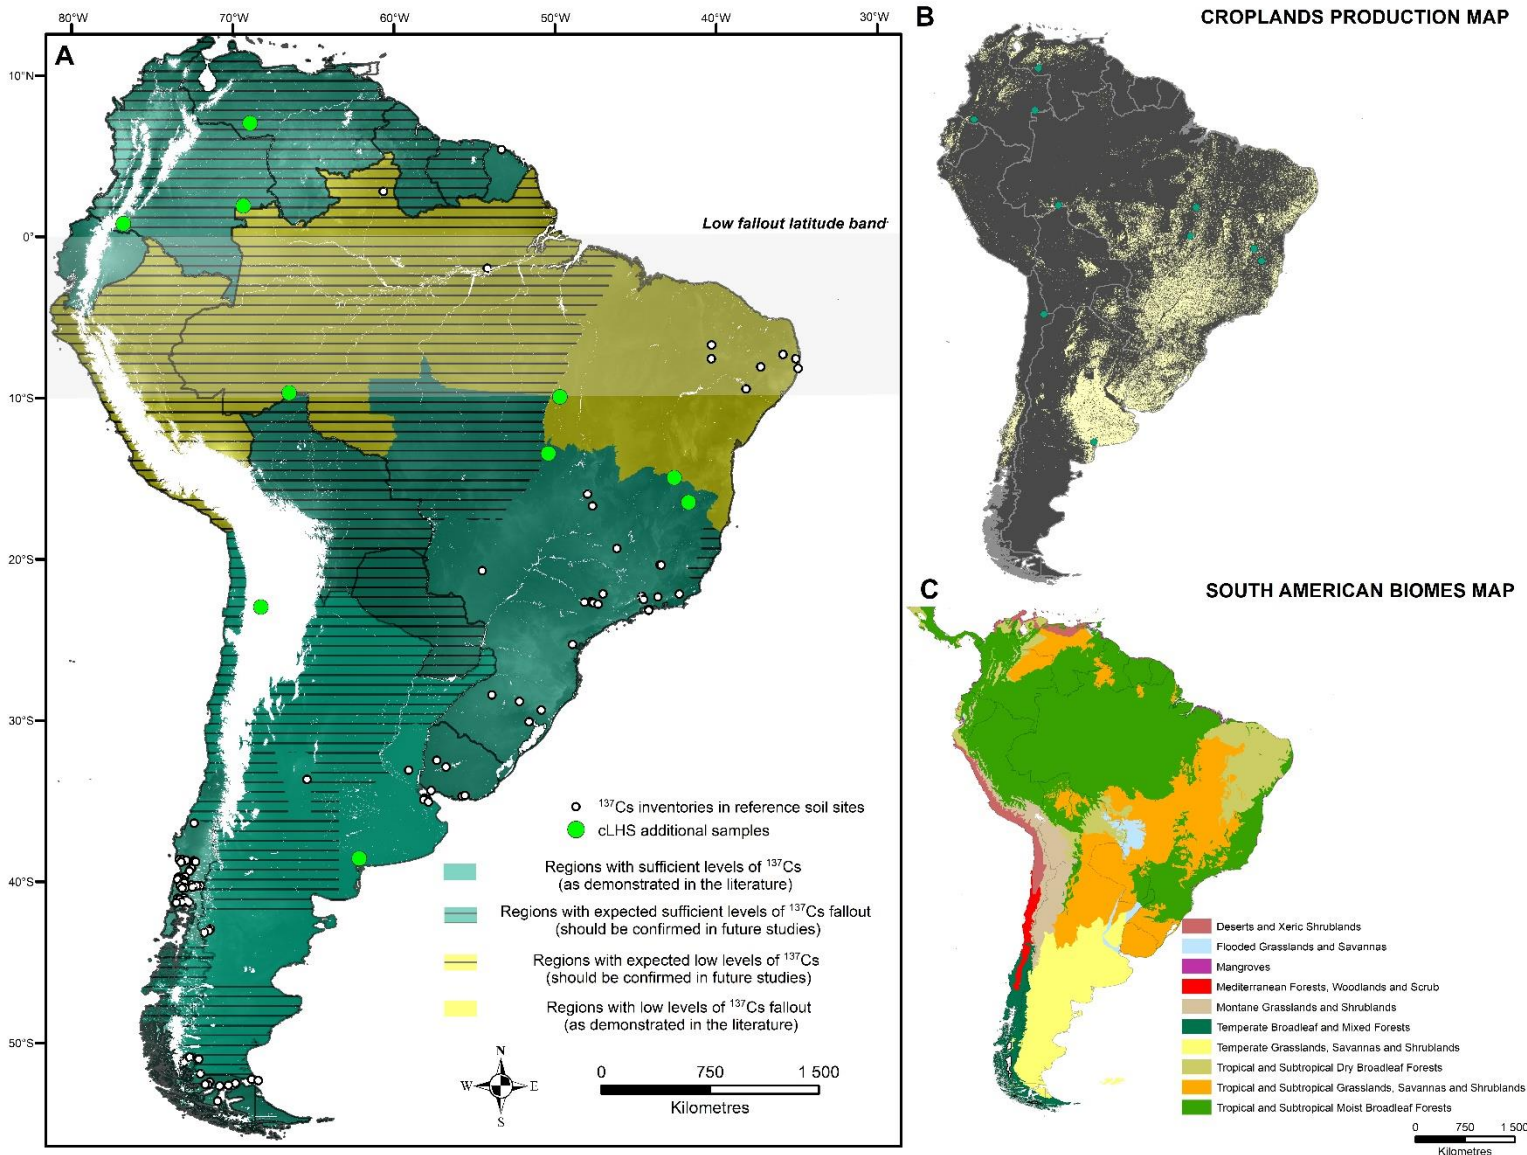 80°W 70°W 60°W 50°W 40°W 30°W
A
10°N
0°
10°S
20°S
30°S
40°S
50°S
Low fallout latitude band
¹³⁷Cs inventories in reference soil sites
cLHS additional samples
Regions with sufficient levels of ¹³⁷Cs
(as demonstrated in the literature)
Regions with expected sufficient levels of ¹³⁷Cs fallout
(should be confirmed in future studies)
Regions with expected low levels of ¹³⁷Cs
(should be confirmed in future studies)
Regions with low levels of ¹³⁷Cs fallout
(as demonstrated in the literature)
N
W E
S
0 750 1 500
Kilometres
B
CROPLANDS PRODUCTION MAP
C
SOUTH AMERICAN BIOMES MAP
Deserts and Xeric Shrublands
Flooded Grasslands and Savannas
Mangroves
Mediterranean Forests, Woodlands and Scrub
Montane Grasslands and Shrublands
Temperate Broadleaf and Mixed Forests
Temperate Grasslands, Savannas and Shrublands
Tropical and Subtropical Dry Broadleaf Forests
Tropical and Subtropical Grasslands, Savannas and Shrublands
Tropical and Subtropical Moist Broadleaf Forests
0 750 1 500
Kilometres